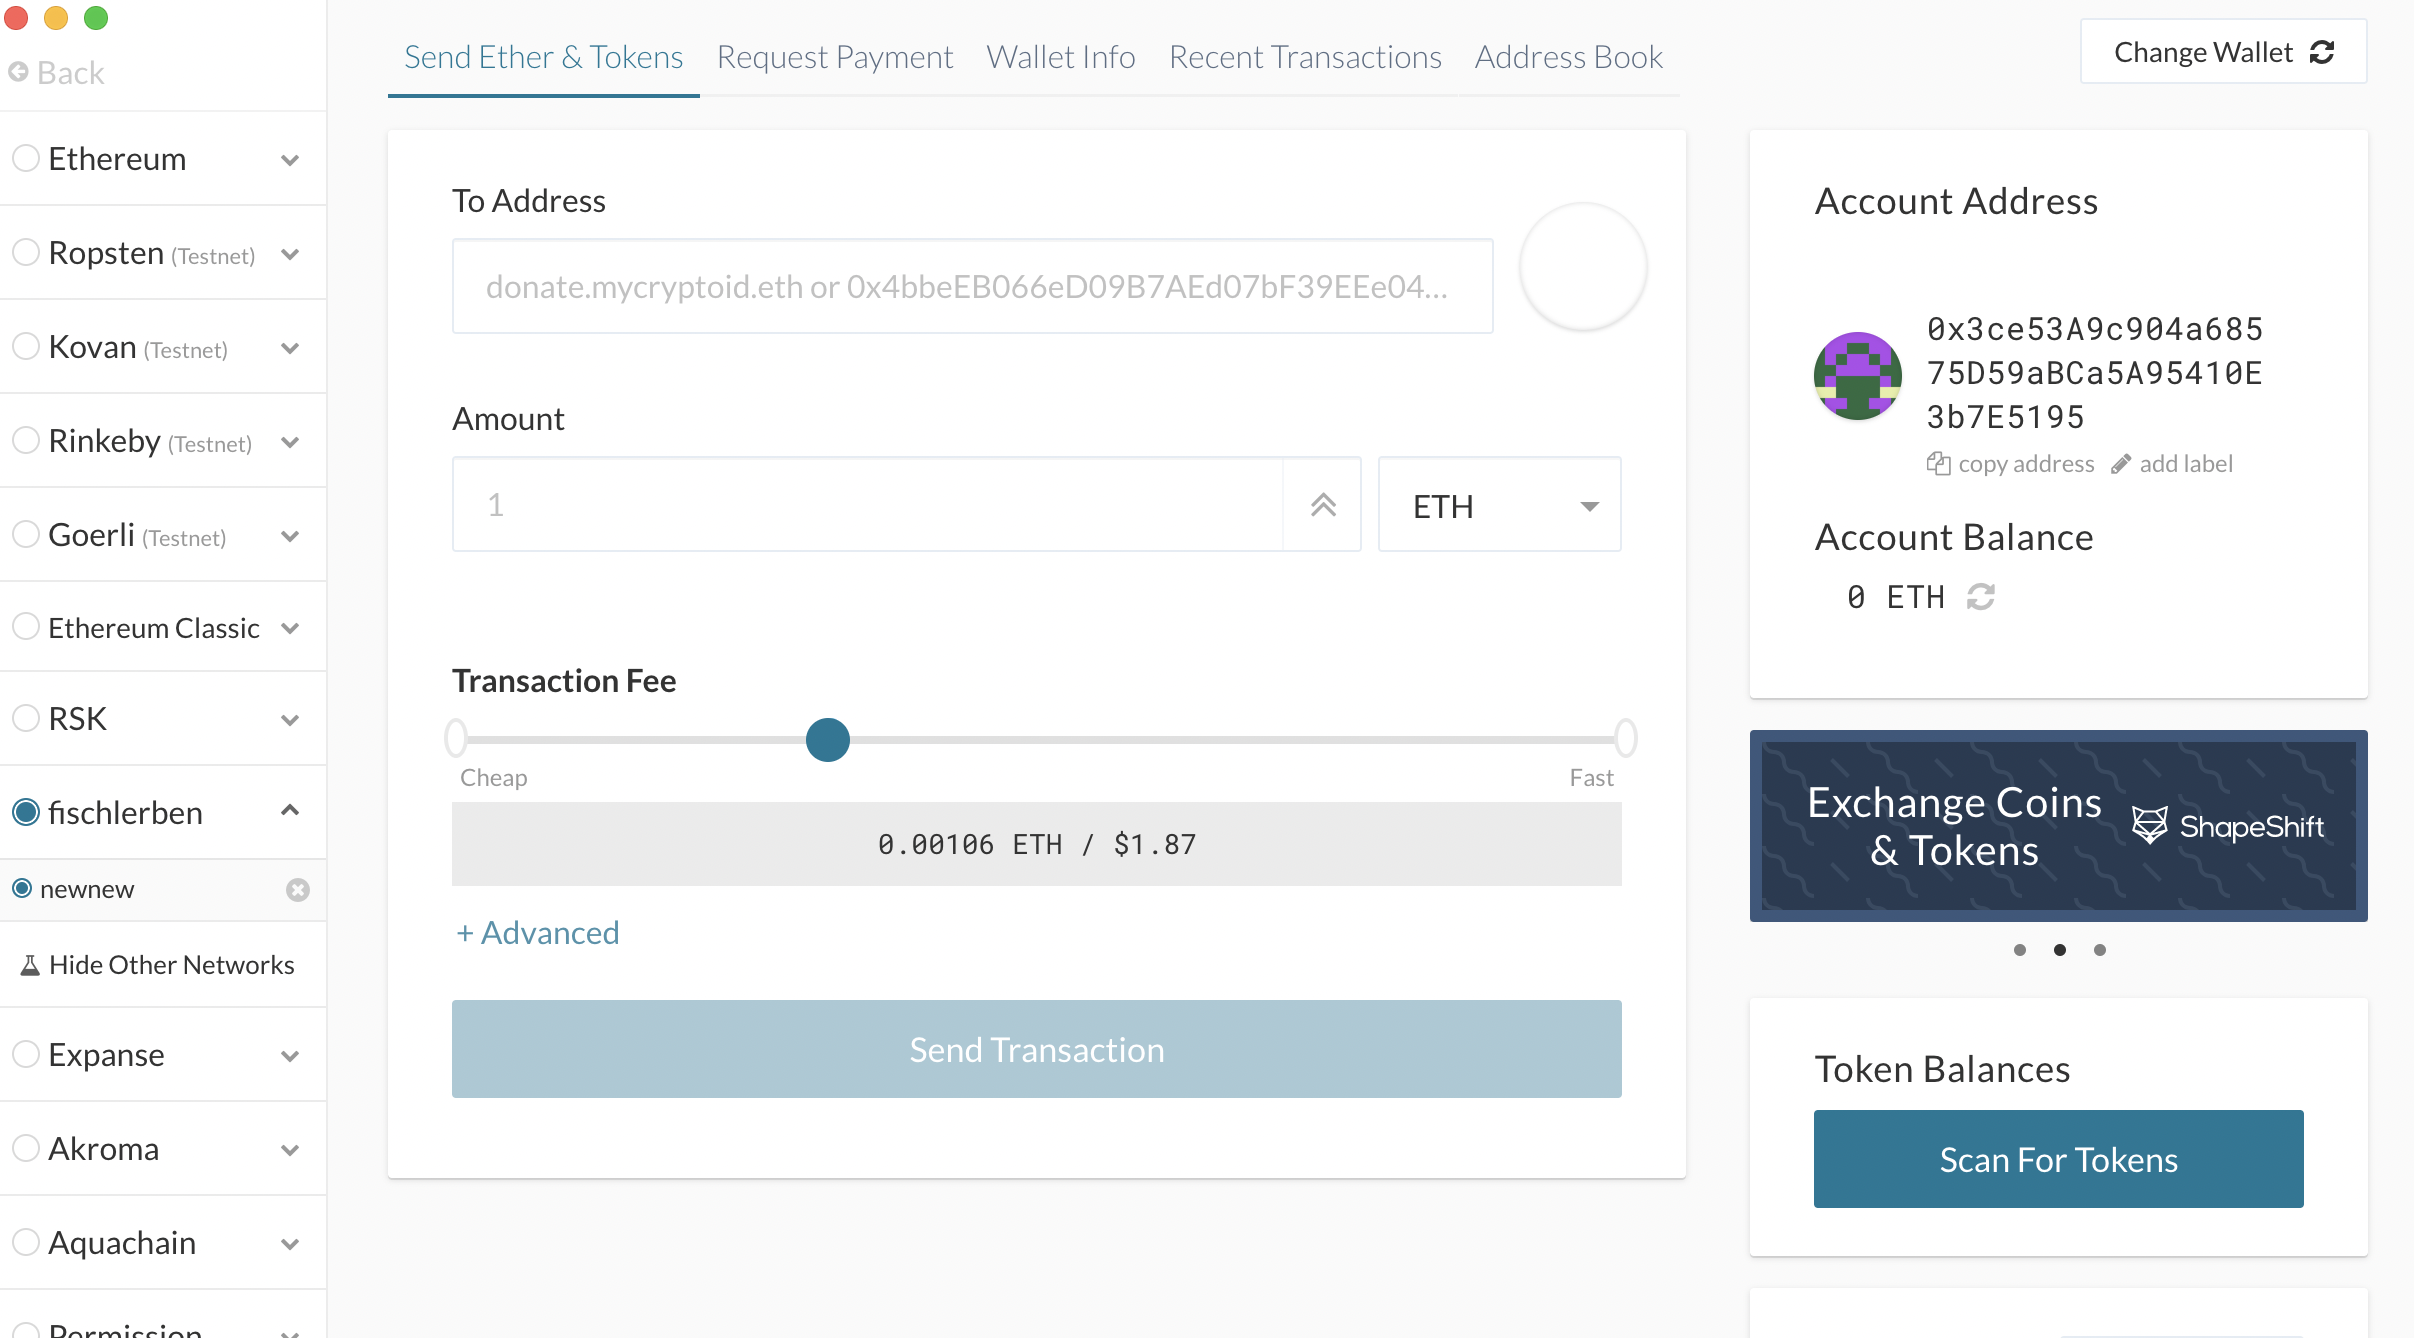 Back
Ethereum
Ropsten (Testnet)
Kovan (Testnet)
Rinkeby (Testnet)
Goerli (Testnet)
Ethereum Classic
RSK
fischlerben
newnew
Hide Other Networks
Expanse
Akroma
Aquachain
Permission
Send Ether & Tokens
Request Payment
Wallet Info
Recent Transactions
Address Book
Change Wallet
To Address
donate.mycryptoid.eth or 0x4bbeEB066eD09B7AEd07bF39EEe04...
Amount
1
ETH
Transaction Fee
Cheap
Fast
0.00106 ETH / $1.87
+ Advanced
Send Transaction
Account Address
0x3ce53A9c904a685
75D59aBCa5A95410E
3b7E5195
copy address
add label
Account Balance
0 ETH
Exchange Coins
& Tokens
ShapeShift
Token Balances
Scan For Tokens